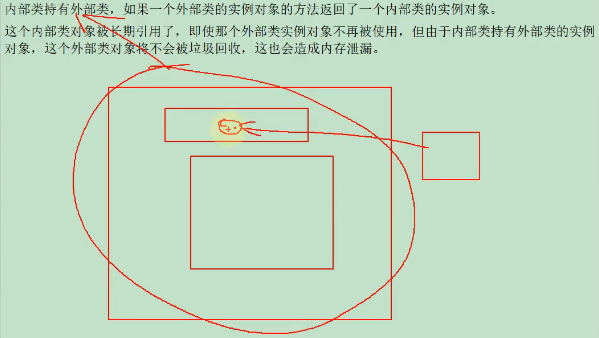 内部类持有外部类，如果一个外部类的实例对象的方法返回了一个内部类的实例对象。
这个内部类对象被长期引用了，即使那个外部类实例对象不再被使用，但由于内部类持有外部类的实例
对象，这个外部类对象将不会被垃圾回收，这也会造成内存泄漏。